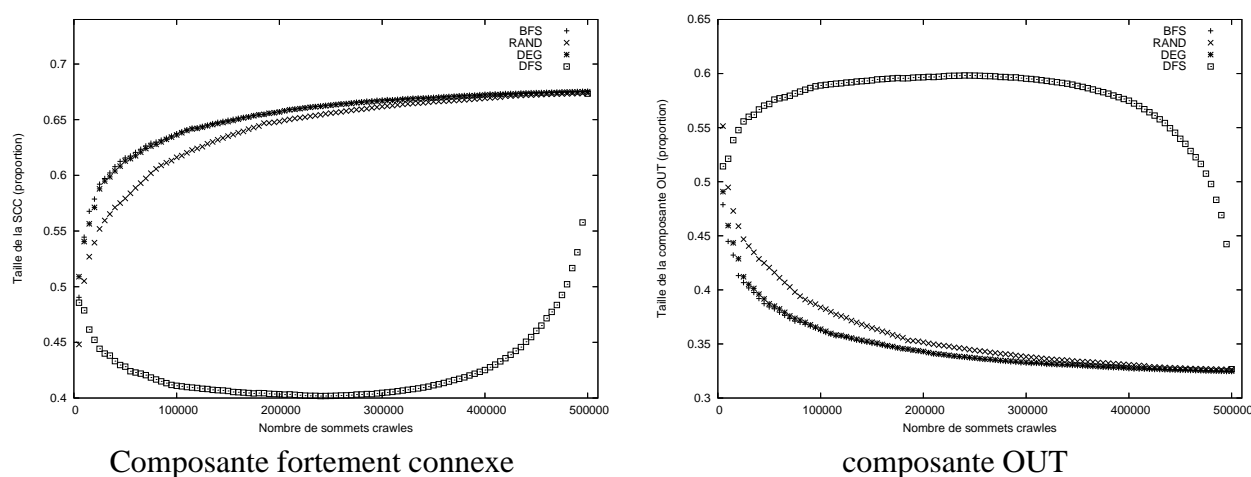 Taille de la SCC (proportion)
0.7
0.65
0.6
0.55
0.5
0.45
0.4
BFS
RAND
DEG
DFS
0 100000 200000 300000 400000 500000
Nombre de sommets crawles
Composante fortement connexe
Taille de la composante OUT (proportion)
0.65
0.6
0.55
0.5
0.45
0.4
0.35
0.3
BFS
RAND
DEG
DFS
0 100000 200000 300000 400000 500000
Nombre de sommets crawles
composante OUT